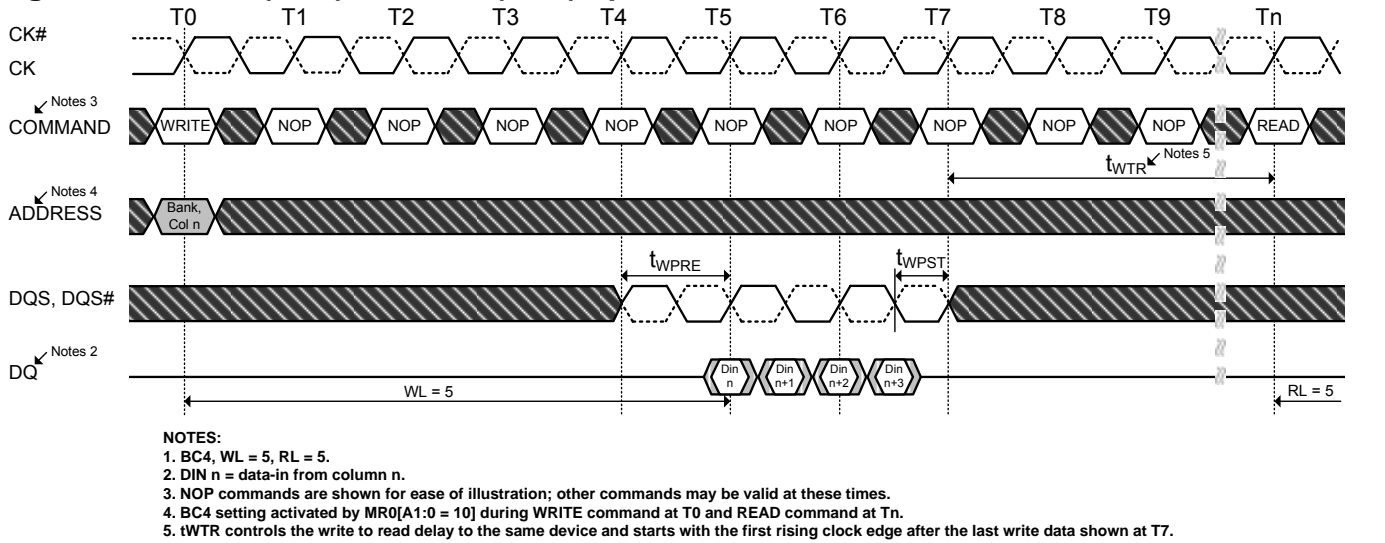 T0 T1 T2 T3 T4 T5 T6 T7 T8 T9 Tn
CK#
CK
Notes 3
COMMAND WRITE NOP NOP NOP NOP NOP NOP NOP NOP NOP READ
tWTR Notes 5
Notes 4
ADDRESS Bank,
Col n
tWPRE tWPST
DQS, DQS#
Notes 2
DQ Din Din Din Din
n n+1 n+2 n+3
WL = 5 RL = 5
NOTES:
1. BC4, WL = 5, RL = 5.
2. DIN n = data-in from column n.
3. NOP commands are shown for ease of illustration; other commands may be valid at these times.
4. BC4 setting activated by MR0[A1:0 = 10] during WRITE command at T0 and READ command at Tn.
5. tWTR controls the write to read delay to the same device and starts with the first rising clock edge after the last write data shown at T7.